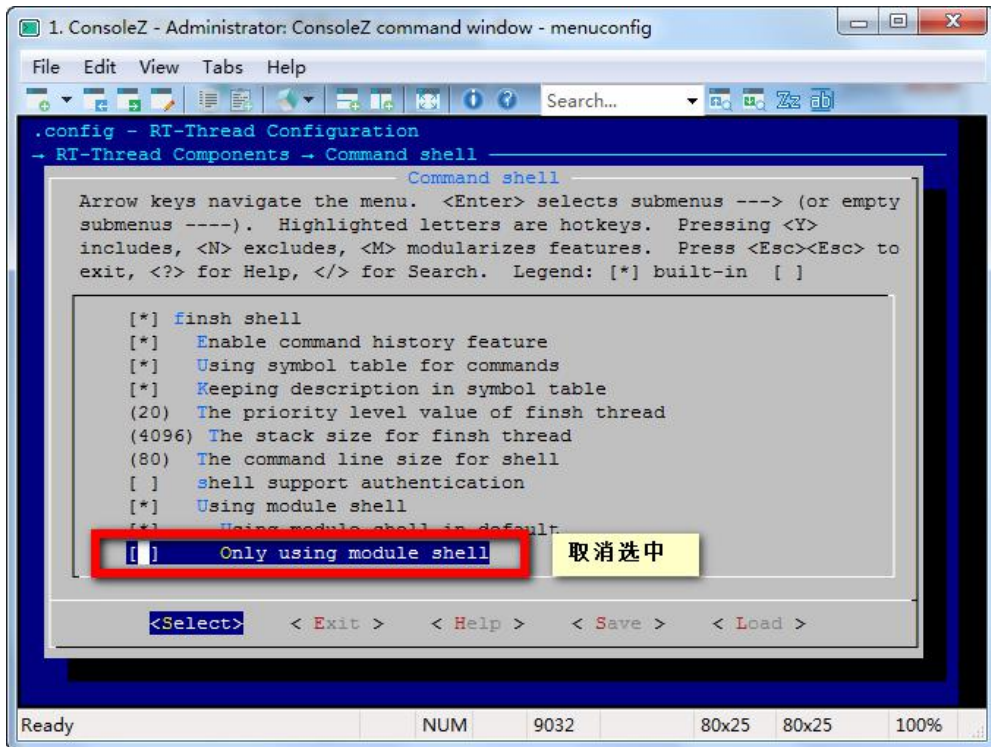 1. ConsoleZ - Administrator: ConsoleZ command window - menuconfig
File Edit View Tabs Help
Search...
.config - RT-Thread Configuration
→ RT-Thread Components → Command shell
Command shell
Arrow keys navigate the menu. <Enter> selects submenus ---> (or empty
submenus ----). Highlighted letters are hotkeys. Pressing <Y>
includes, <N> excludes, <M> modularizes features. Press <Esc><Esc> to
exit, <?> for Help, </> for Search. Legend: [*] built-in [ ]
[*] finsh shell
[*] Enable command history feature
[*] Using symbol table for commands
[*] Keeping description in symbol table
(20) The priority level value of finsh thread
(4096) The stack size for finsh thread
(80) The command line size for shell
[ ] shell support authentication
[*] Using module shell
[*] Using module shell in default
[ ] Only using module shell
取消选中
<Select> < Exit > < Help > < Save > < Load >
Ready NUM 9032 80x25 80x25 100%